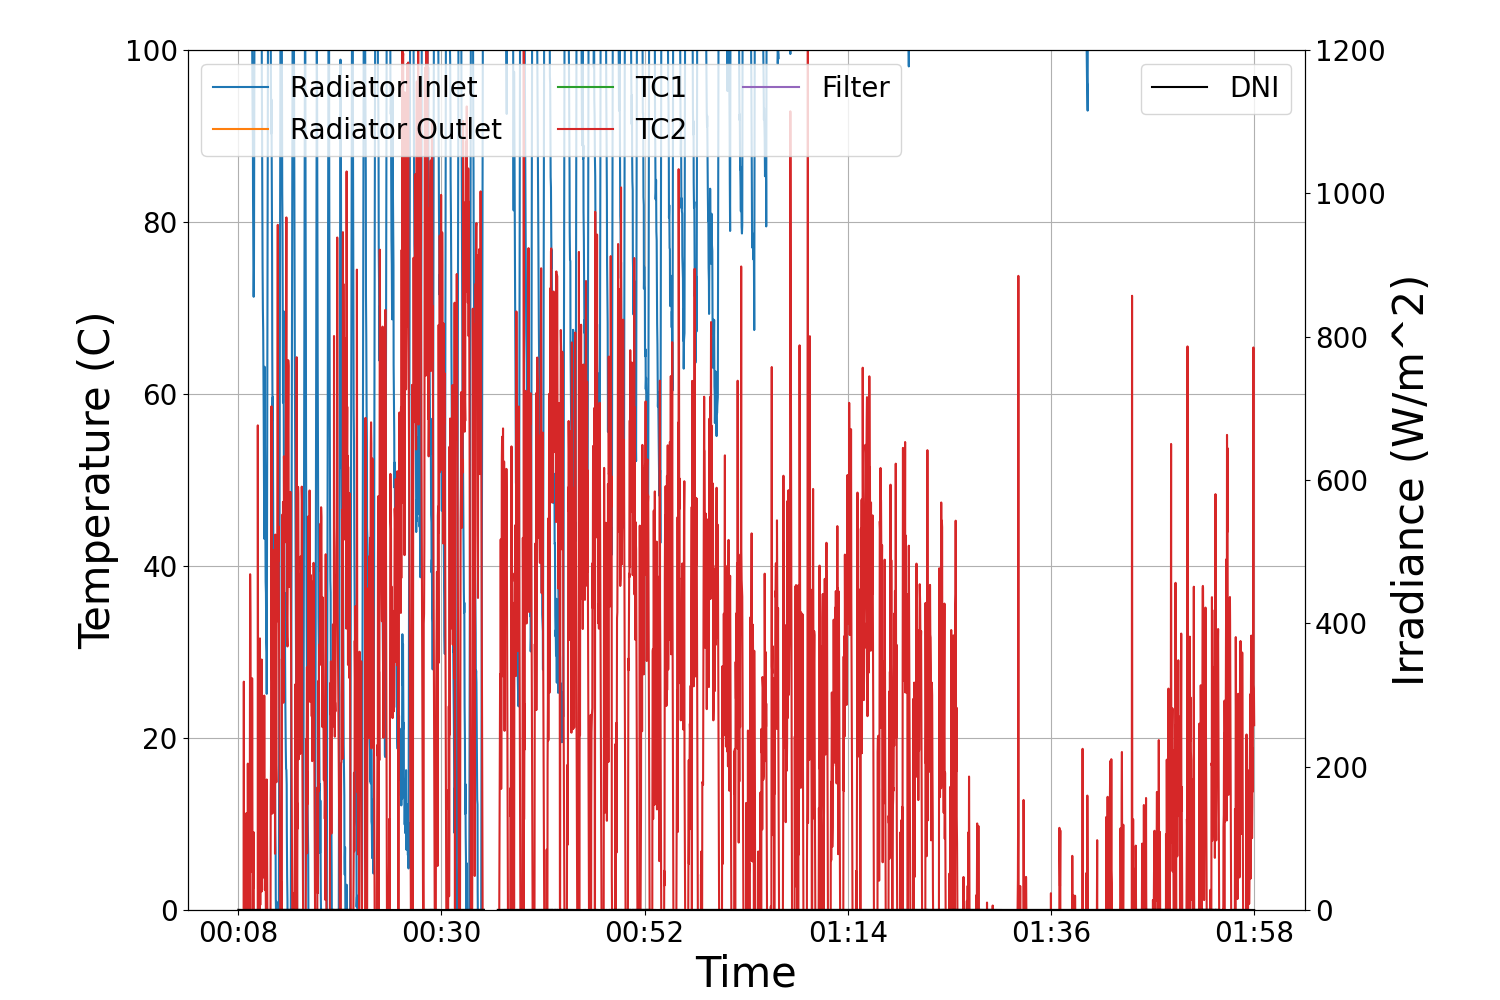 Radiator Inlet
Radiator Outlet
TC1
TC2
Filter
DNI
100
80
60
40
20
0
Temperature (C)
1200
1000
800
600
400
200
0
Irradiance (W/m^2)
00:08 00:30 00:52 01:14 01:36 01:58
Time